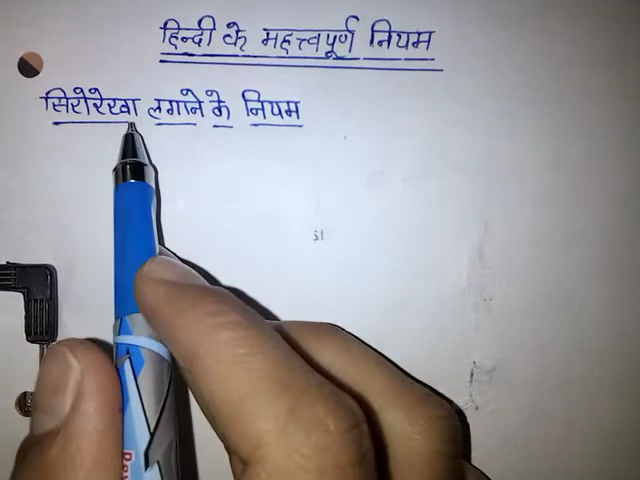 हिन्दी के महत्त्वपूर्ण नियम
सिरोरेखा लगाने के नियम